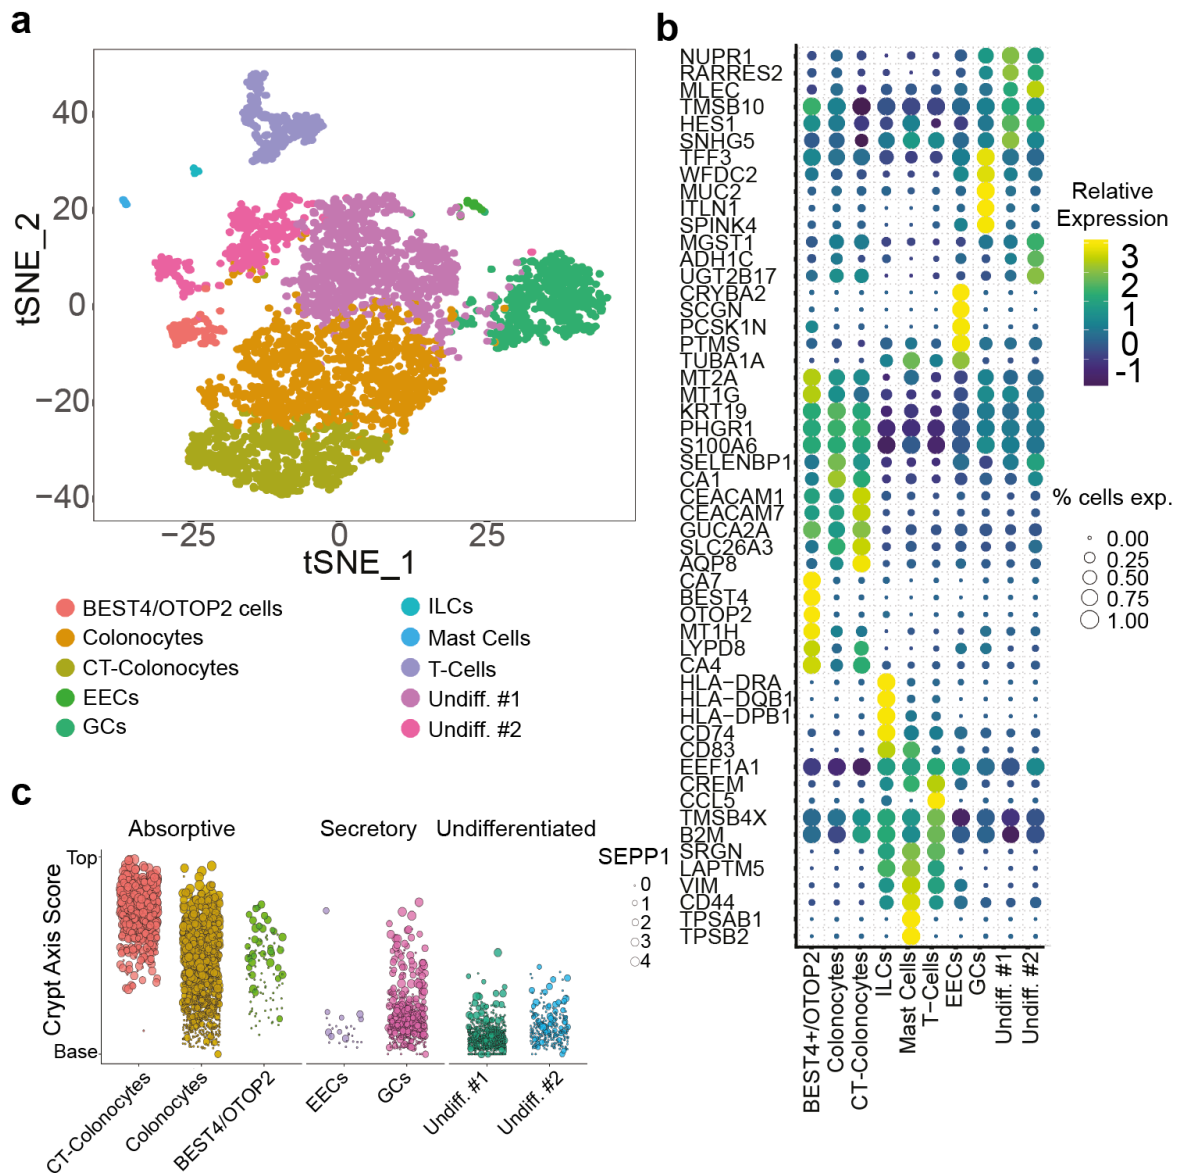 a
tSNE_2
40
20
0
−20
−40
−25
0
25
tSNE_1
BEST4/OTOP2 cells
Colonocytes
CT-Colonocytes
EECs
GCs
ILCs
Mast Cells
T-Cells
Undiff. #1
Undiff. #2
b
NUPR1
RARRES2
MLEC
TMSB10
HES1
SNHG5
TFF3
WFDC2
MUC2
ITLN1
SPINK4
MGST1
ADH1C
UGT2B17
CRYBA2
SCGN
PCSK1N
PTMS
TUBA1A
MT2A
MT1G
KRT19
PHGR1
S100A6
SELENBP1
CA1
CEACAM1
CEACAM7
GUCA2A
SLC26A3
AQP8
CA7
BEST4
OTOP2
MT1H
LYPD8
CA4
HLA−DRA
HLA−DQB1
HLA−DPB1
CD74
CD83
EEF1A1
CREM
CCL5
TMSB4X
B2M
SRGN
LAPTM5
VIM
CD44
TPSAB1
TPSB2
BEST4+/OTOP2
Colonocytes
CT-Colonocytes
ILCs
Mast Cells
T-Cells
EECs
GCs
Undiff. #1
Undiff. #2
Relative
Expression
3
2
1
0
-1
% cells exp.
0.00
0.25
0.50
0.75
1.00
c
Absorptive
Secretory
Undifferentiated
Crypt Axis Score
Top
Base
CT-Colonocytes
Colonocytes
BEST4/OTOP2
EECs
GCs
Undiff. #1
Undiff. #2
SEPP1
0
1
2
3
4